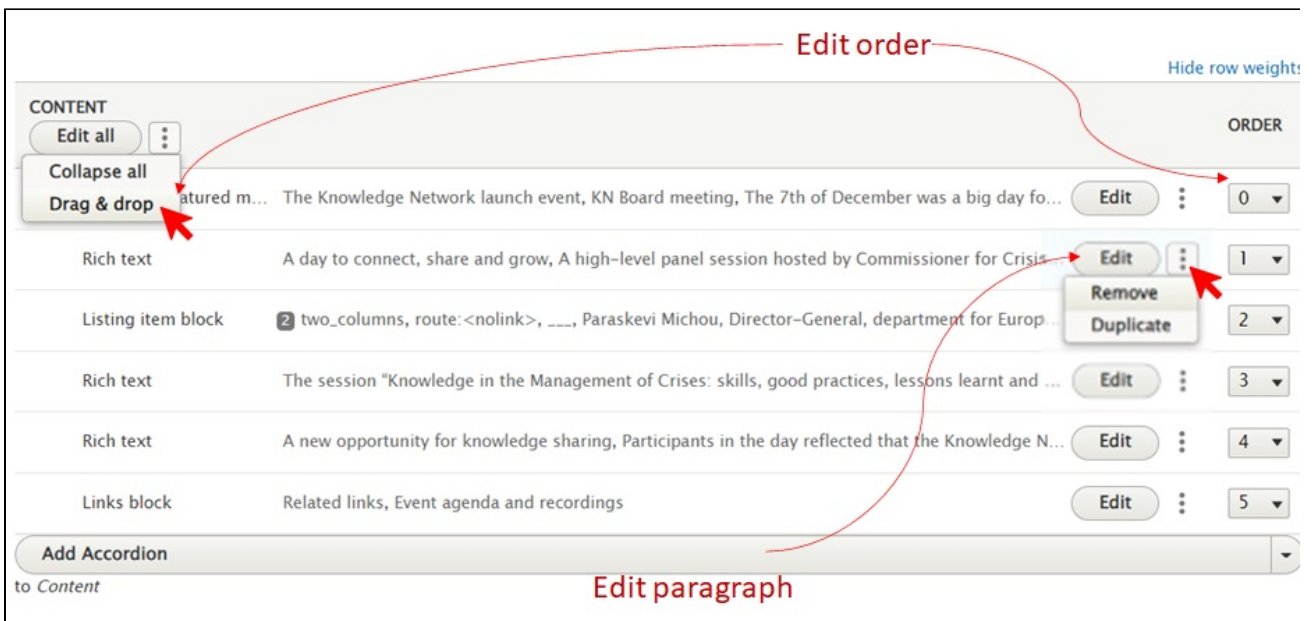 Edit order
Hide row weights
CONTENT
ORDER
Edit all
Collapse all
Drag & drop
atured m... The Knowledge Network launch event, KN Board meeting, The 7th of December was a big day fo... Edit 0
Rich text A day to connect, share and grow, A high-level panel session hosted by Commissioner for Crisis... Edit 1
Remove
Listing item block 2 two_columns, route:<nolink>, ___, Paraskevi Michou, Director-General, department for Europ 2
Duplicate
Rich text The session “Knowledge in the Management of Crises: skills, good practices, lessons learnt and ... Edit 3
Rich text A new opportunity for knowledge sharing, Participants in the day reflected that the Knowledge N... Edit 4
Links block Related links, Event agenda and recordings Edit 5
Add Accordion
to Content
Edit paragraph